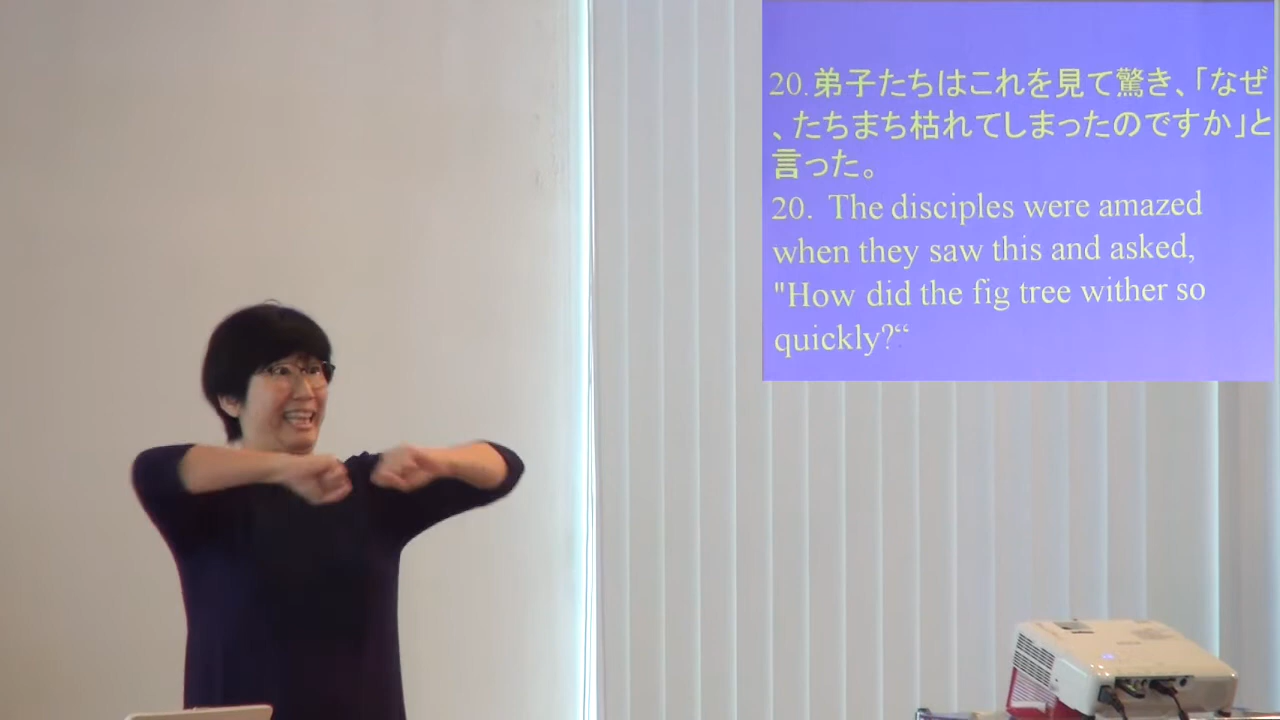 20.弟子たちはこれを見て驚き、「なぜ
、たちまち枯れてしまったのですか」と
言った。
20. The disciples were amazed
when they saw this and asked,
"How did the fig tree wither so
quickly?“